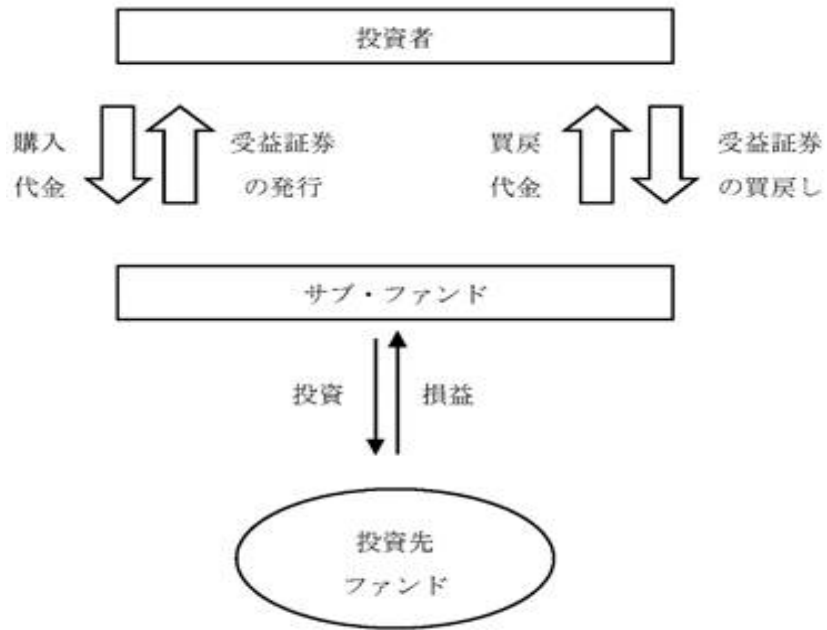 投資者
購入
代金
受益証券
の発行
買戻
代金
受益証券
の買戻し
サブ・ファンド
投資
損益
投資先
ファンド